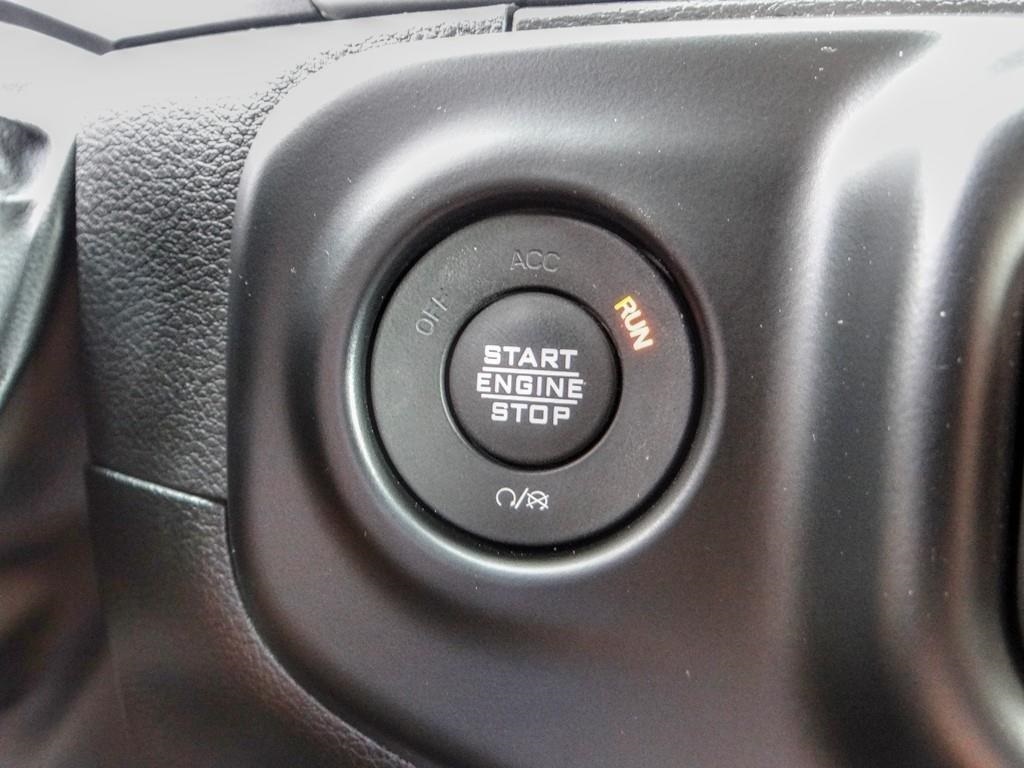 ACC
OFF
RUN
START
ENGINE
STOP